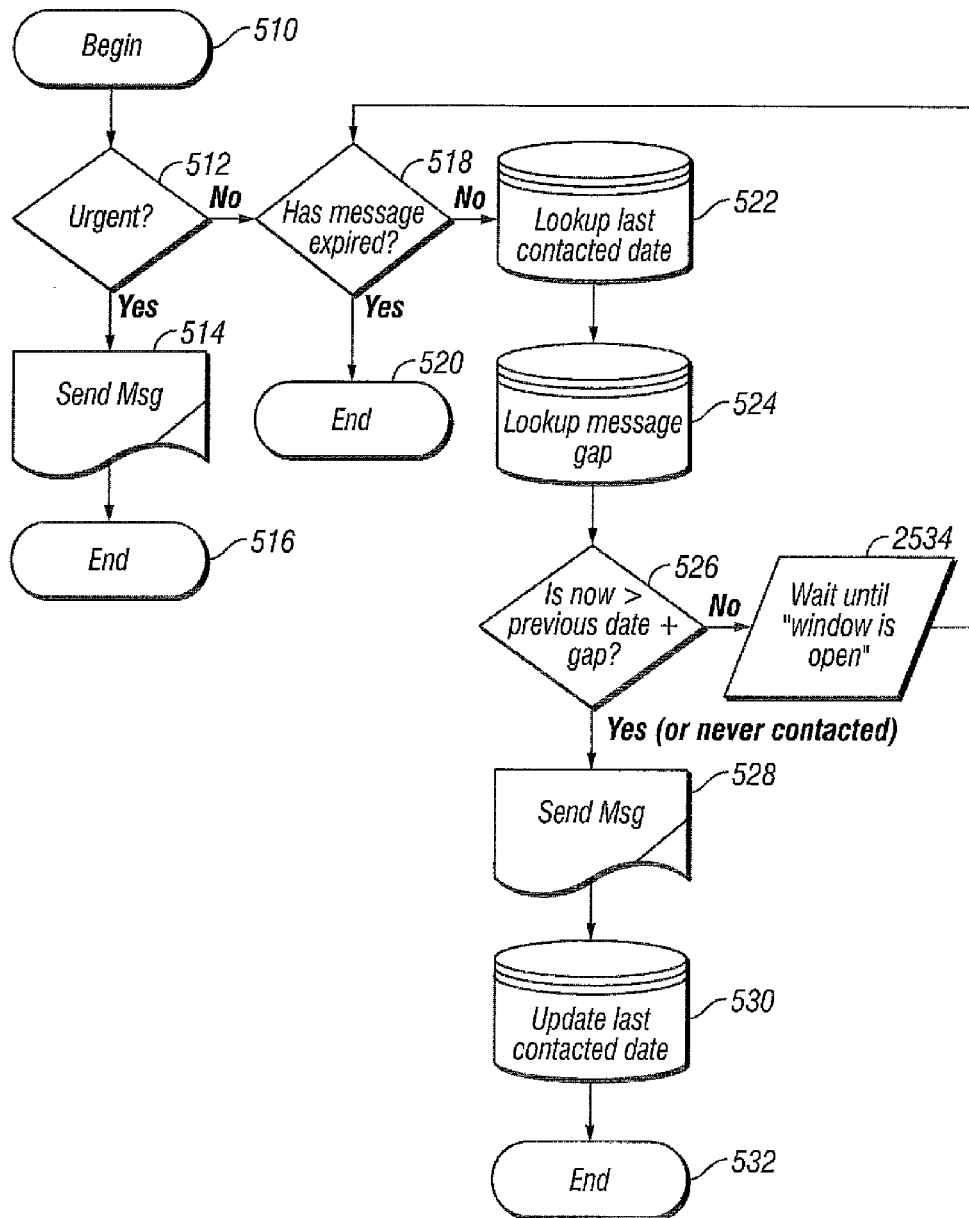 Begin
510
Urgent?
512
No
Yes
Send Msg
514
End
516
Has message
expired?
518
No
Yes
End
520
Lookup last
contacted date
522
Lookup message
gap
524
Is now >
previous date +
gap?
526
No
Wait until
"window is
open"
2534
Yes (or never contacted)
Send Msg
528
Update last
contacted date
530
End
532